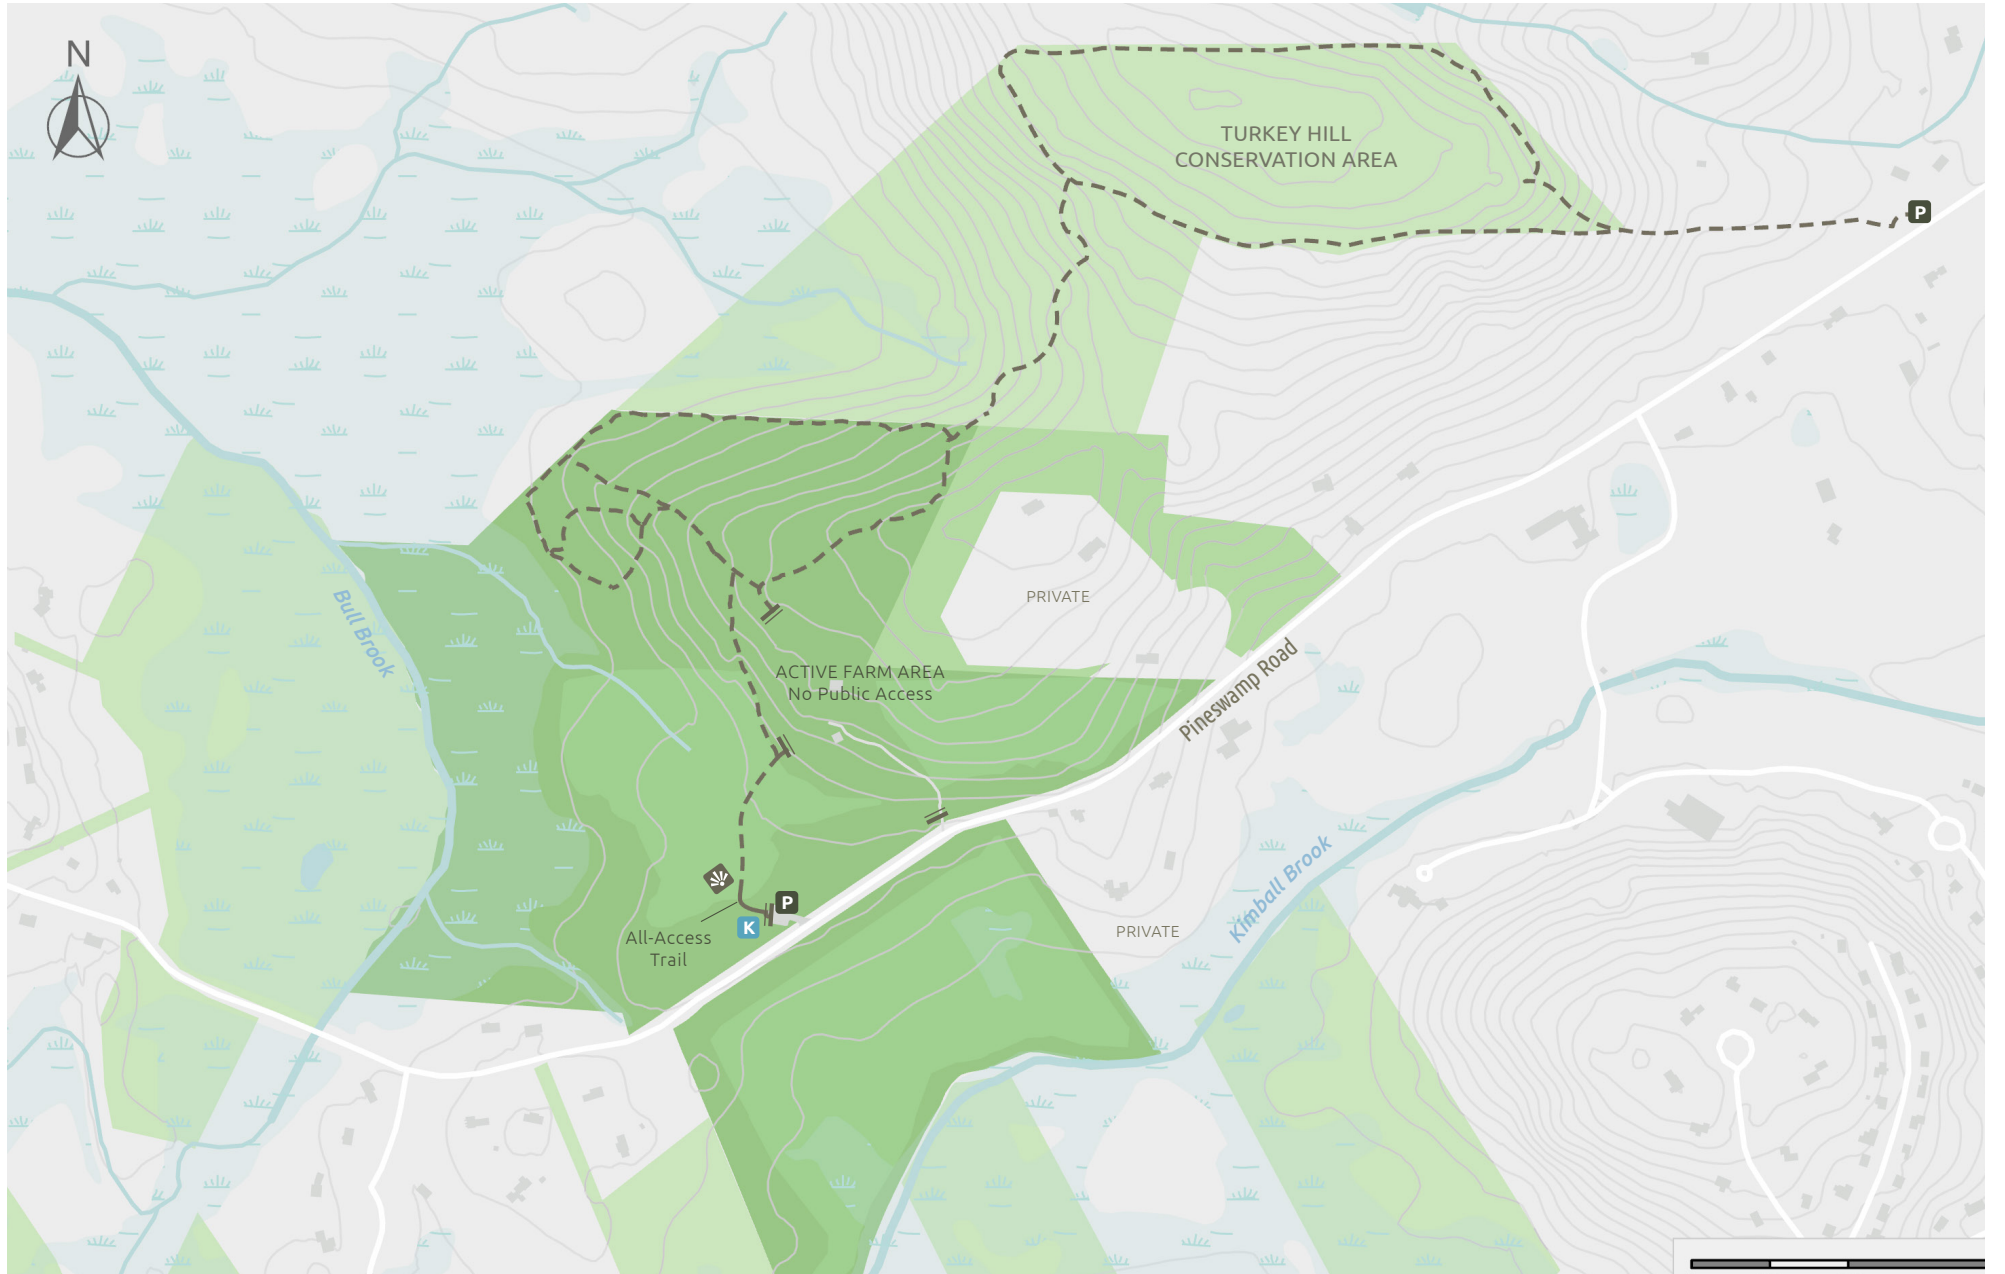 N
TURKEY HILL
CONSERVATION AREA
P
Bull Brook
PRIVATE
Pineswamp Road
ACTIVE FARM AREA
No Public Access
Kimball Brook
P
K
All-Access
Trail
PRIVATE